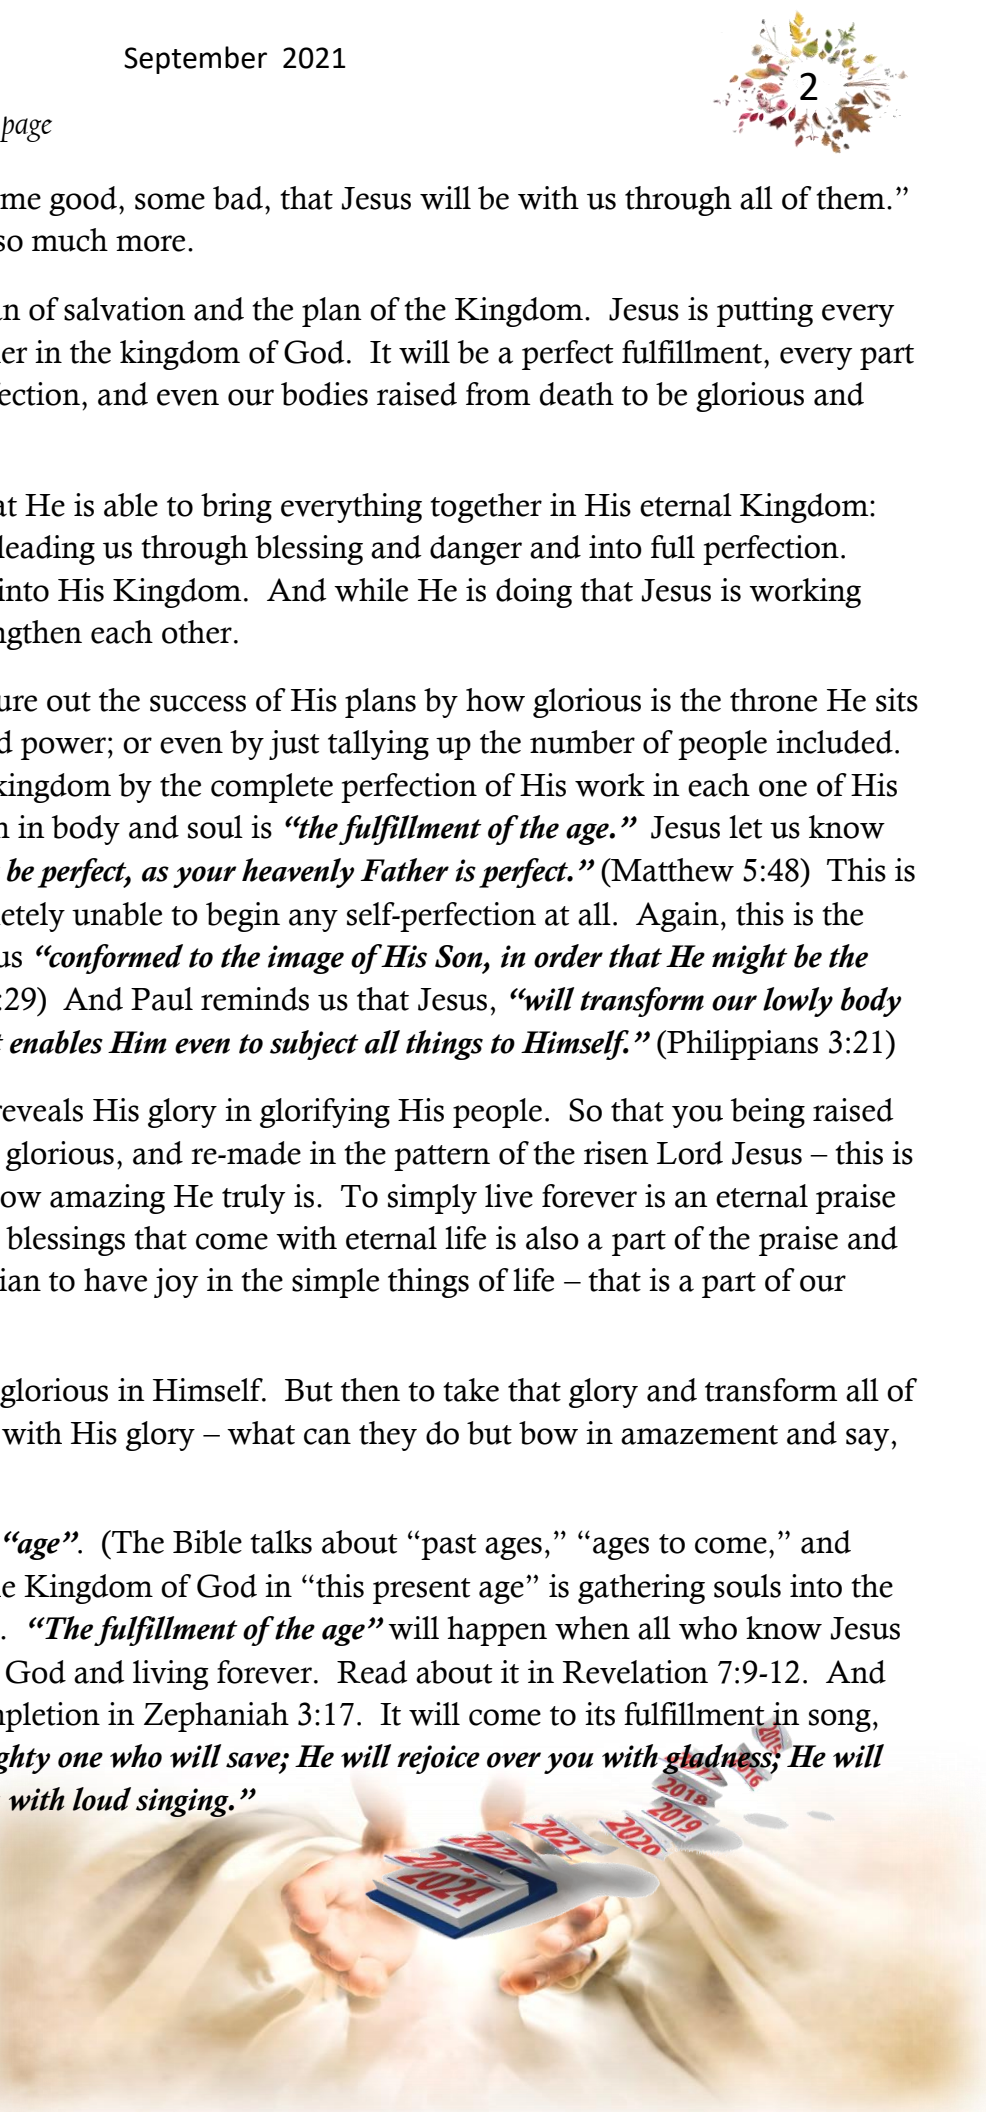 September 2021
2
page
me good, some bad, that Jesus will be with us through all of them.”
so much more.
n of salvation and the plan of the Kingdom. Jesus is putting every
er in the kingdom of God. It will be a perfect fulfillment, every part
ection, and even our bodies raised from death to be glorious and
at He is able to bring everything together in His eternal Kingdom:
leading us through blessing and danger and into full perfection.
into His Kingdom. And while He is doing that Jesus is working
ngthen each other.
ure out the success of His plans by how glorious is the throne He sits
d power; or even by just tallying up the number of people included.
kingdom by the complete perfection of His work in each one of His
n in body and soul is “the fulfillment of the age.” Jesus let us know
be perfect, as your heavenly Father is perfect.” (Matthew 5:48) This is
etely unable to begin any self-perfection at all. Again, this is the
us “conformed to the image of His Son, in order that He might be the
:29) And Paul reminds us that Jesus, “will transform our lowly body
t enables Him even to subject all things to Himself.” (Philippians 3:21)
reveals His glory in glorifying His people. So that you being raised
glorious, and re-made in the pattern of the risen Lord Jesus – this is
ow amazing He truly is. To simply live forever is an eternal praise
blessings that come with eternal life is also a part of the praise and
ian to have joy in the simple things of life – that is a part of our
glorious in Himself. But then to take that glory and transform all of
with His glory – what can they do but bow in amazement and say,
“age”. (The Bible talks about “past ages,” “ages to come,” and
e Kingdom of God in “this present age” is gathering souls into the
. “The fulfillment of the age” will happen when all who know Jesus
God and living forever. Read about it in Revelation 7:9-12. And
pletion in Zephaniah 3:17. It will come to its fulfillment in song,
ghty one who will save; He will rejoice over you with gladness; He will
with loud singing.”
2015
2018
2019
2020
2021
2024